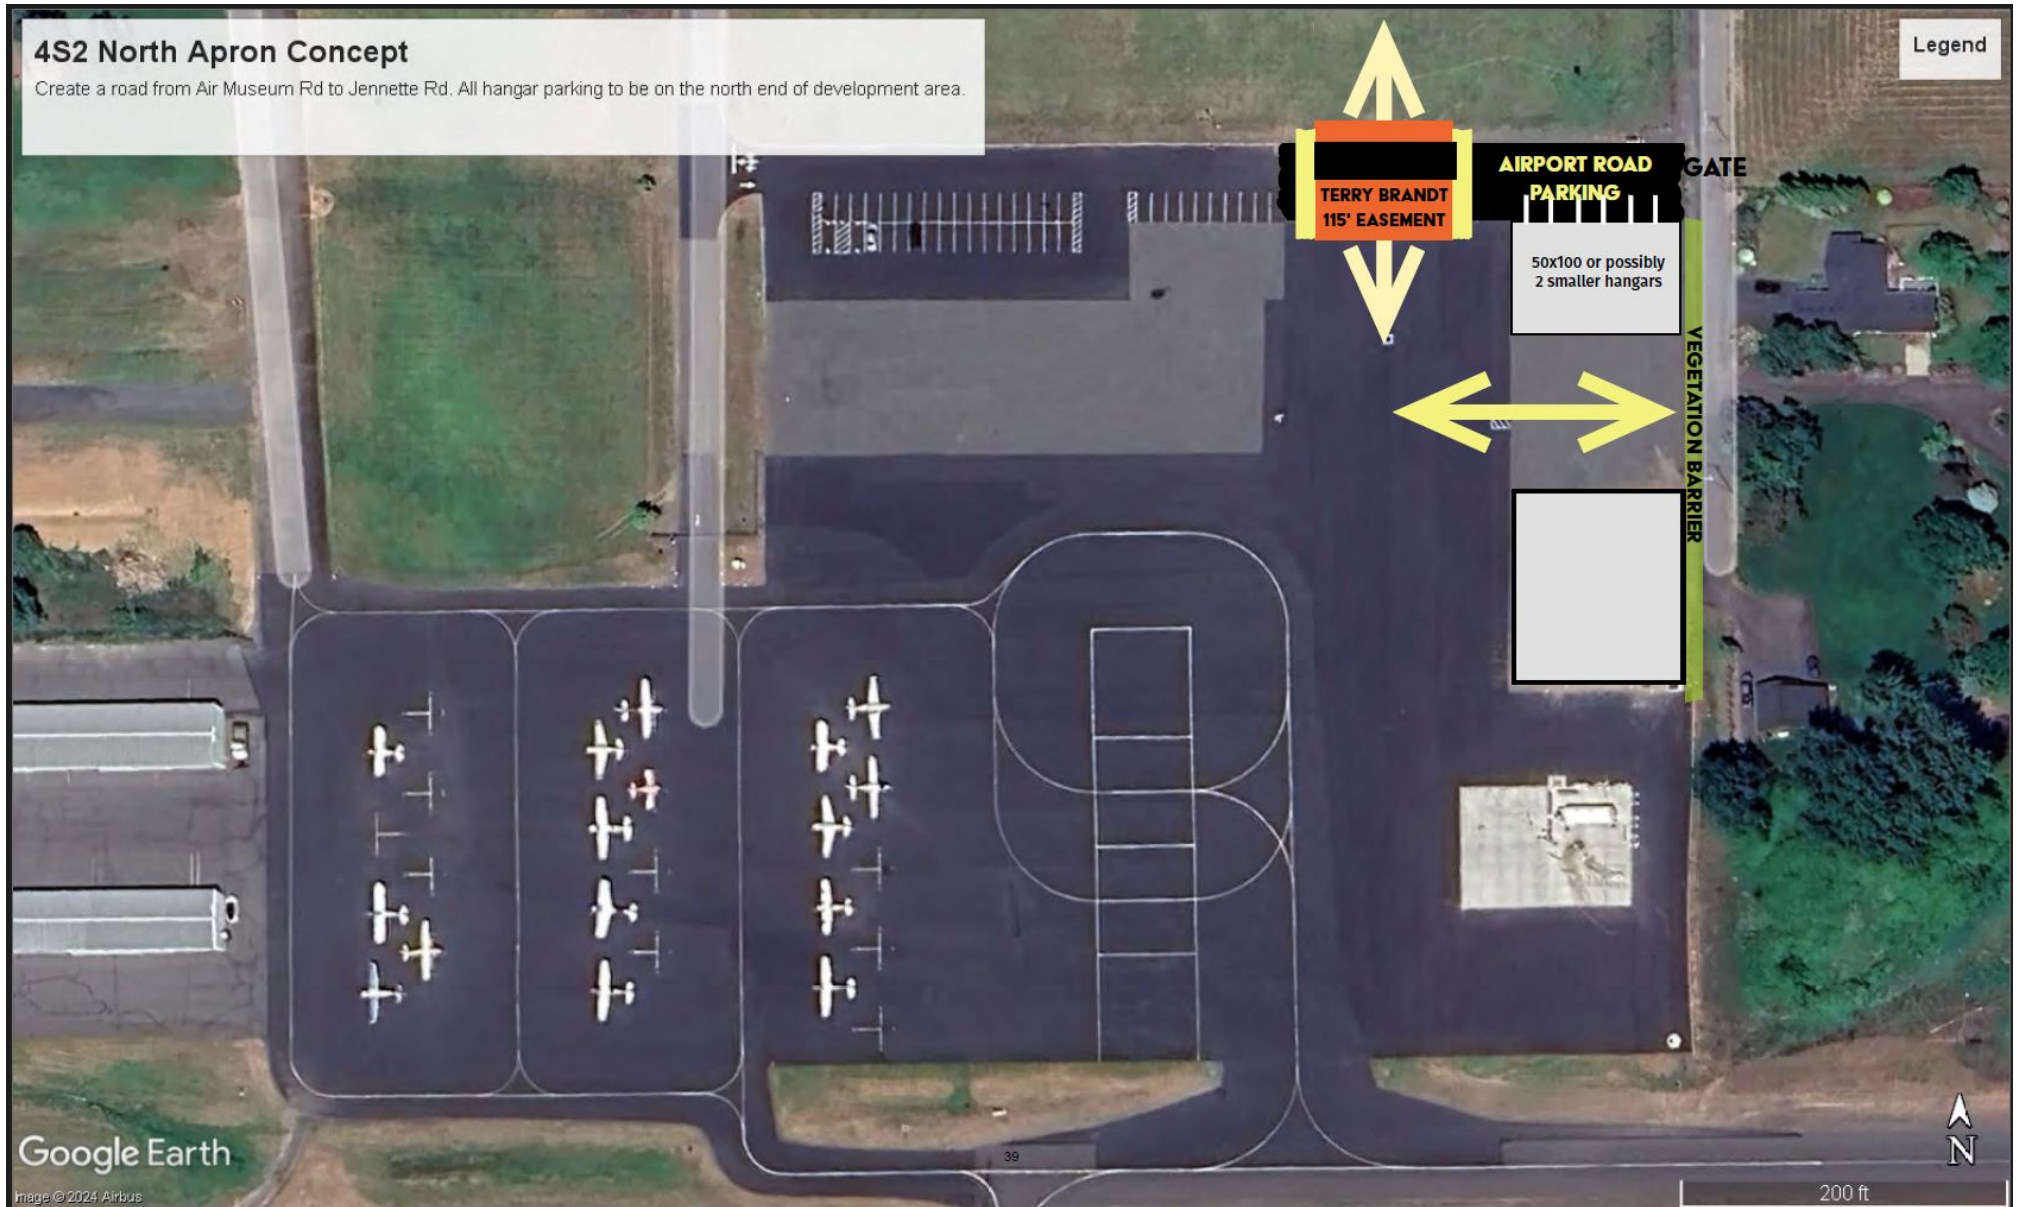 4S2 North Apron Concept
Create a road from Air Museum Rd to Jennette Rd. All hangar parking to be on the north end of development area.
Legend
AIRPORT ROAD
PARKING
GATE
TERRY BRANDT
115' EASEMENT
50x100 or possibly
2 smaller hangars
VEGETATION BARRIER
39
Google Earth
Image © 2024 Airbus
N
200 ft